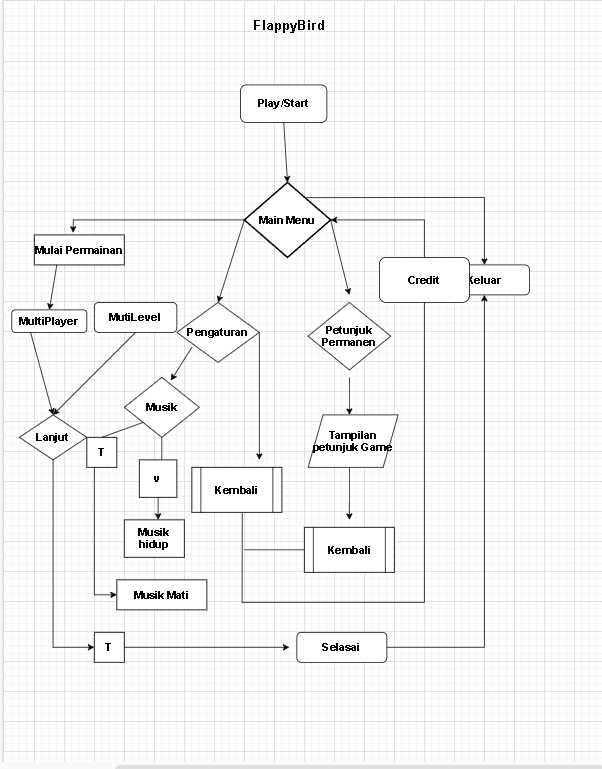 FlappyBird
Play/Start
Main Menu
Mulai Permainan
Credit
Keluar
MultiPlayer
MutiLevel
Pengaturan
Petunjuk
Permanen
Musik
Lanjut
T
Tampilan
petunjuk Game
v
Kembali
Musik
hidup
Kembali
Musik Mati
T
Selasai